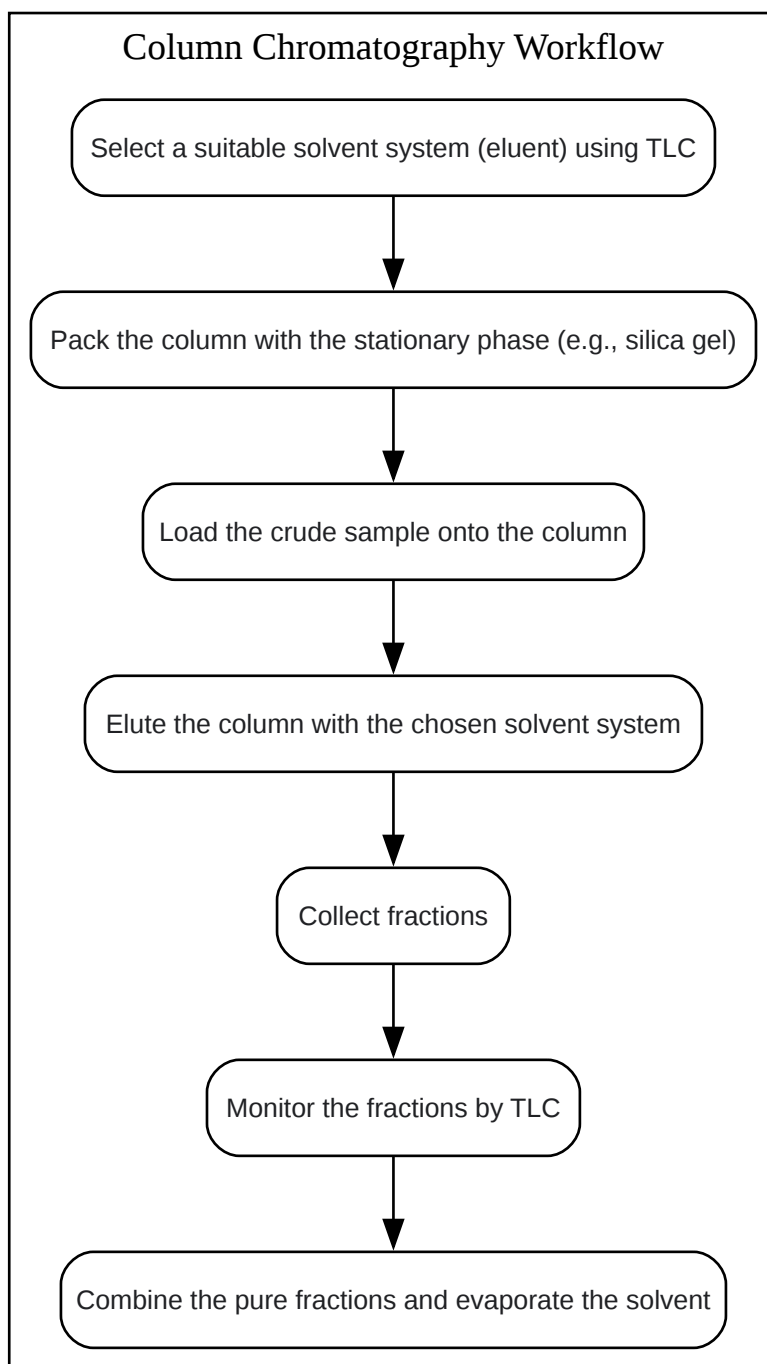 Column Chromatography Workflow
Select a suitable solvent system (eluent) using TLC
Pack the column with the stationary phase (e.g., silica gel)
Load the crude sample onto the column
Elute the column with the chosen solvent system
Collect fractions
Monitor the fractions by TLC
Combine the pure fractions and evaporate the solvent